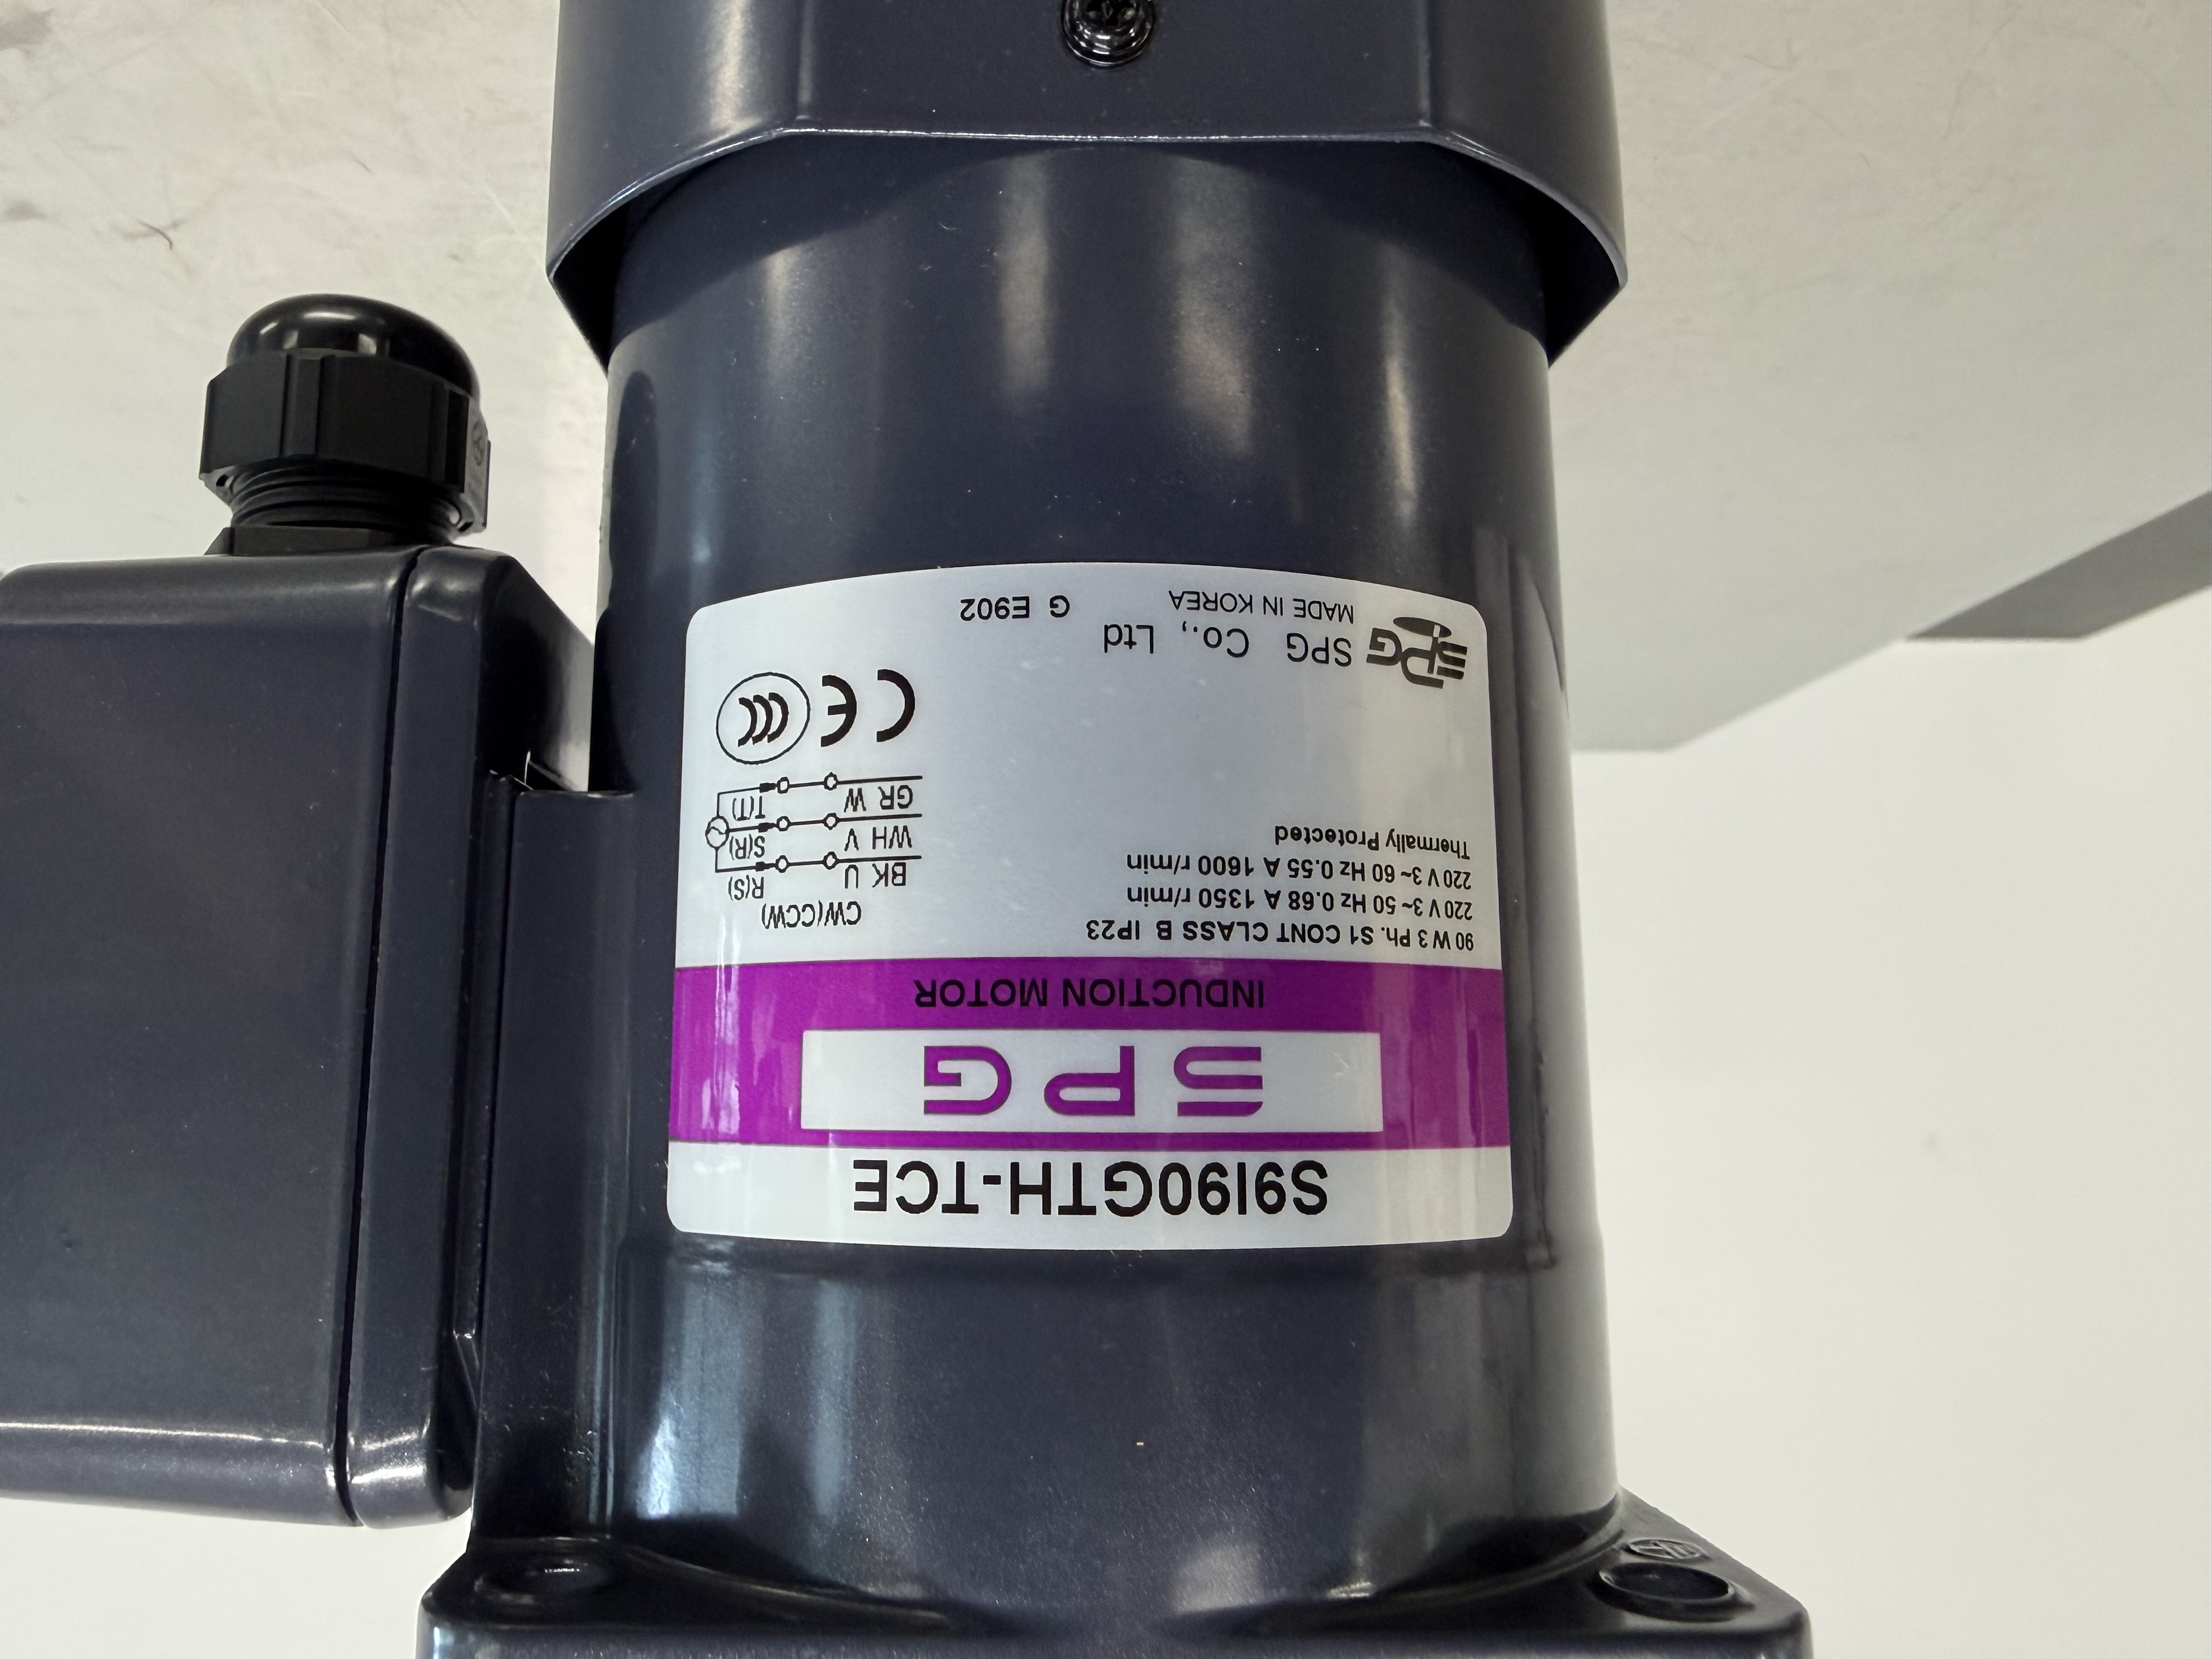 S9I90GTH-TCE
SPG
INDUCTION MOTOR
90 W 3 Ph. S1 CONT CLASS B IP23
220 V 3~ 50 Hz 0.68 A 1350 r/min
220 V 3~ 60 Hz 0.55 A 1600 r/min
Thermally Protected
CW(CCW)
BK U R(S)
WH V S(R)
GR W T(T)
CE CCC
SPG SPG Co., Ltd
MADE IN KOREA G E902